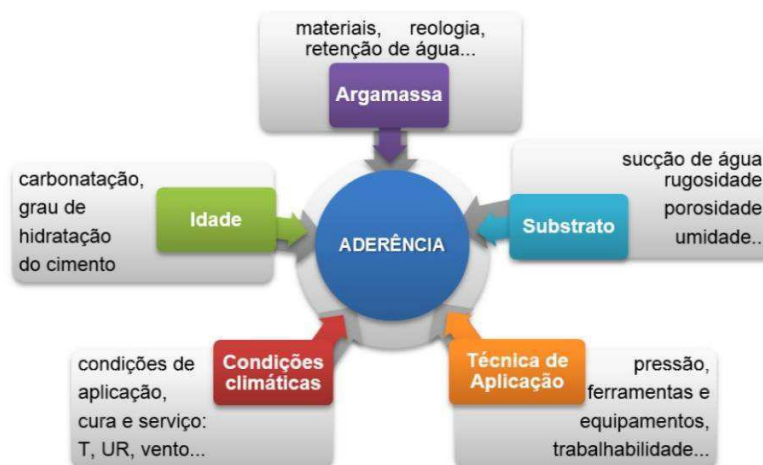 materiais, reologia,
retenção de água...
Argamassa
sucção de água
rugosidade
porosidade
umidade...
Substrato
carbonatação,
grau de
hidratação
do cimento
Idade
ADERÊNCIA
condições de
aplicação,
cura e serviço:
T, UR, vento...
Condições
climáticas
Técnica de
Aplicação
pressão,
ferramentas e
equipamentos,
trabalhabilidade...